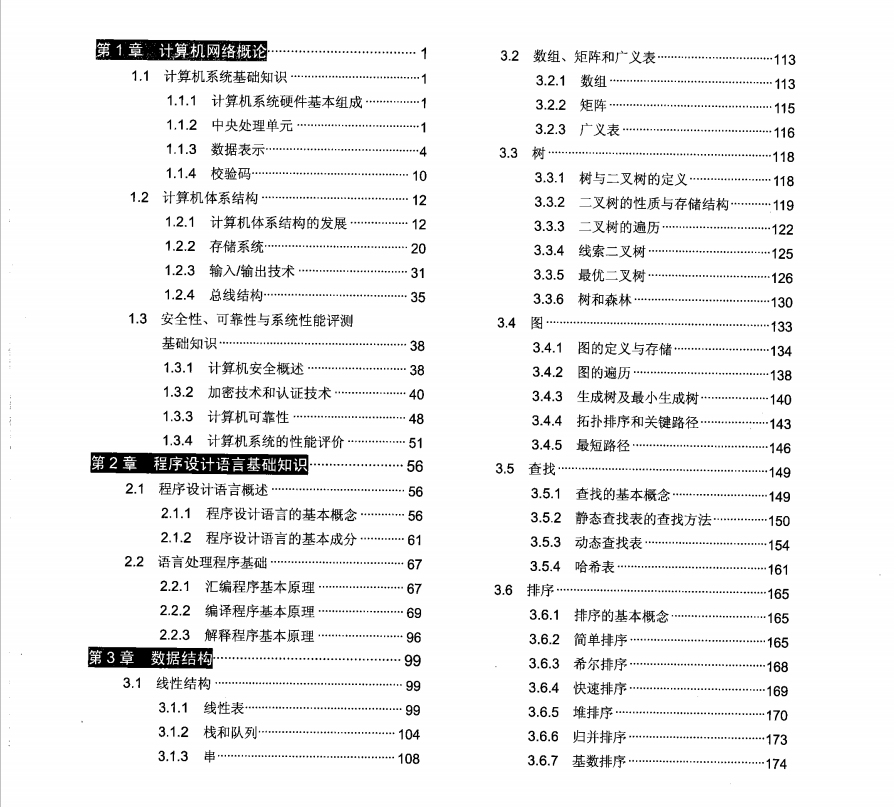 第1章 计算机网络概论……………………1
1.1 计算机系统基础知识……………………1
1.1.1 计算机系统硬件基本组成……………1
1.1.2 中央处理单元……………………1
1.1.3 数据表示……………………4
1.1.4 校验码……………………10
1.2 计算机体系结构……………………12
1.2.1 计算机体系结构的发展……………12
1.2.2 存储系统……………………20
1.2.3 输入/输出技术……………………31
1.2.4 总线结构……………………35
1.3 安全性、可靠性与系统性能评测
基础知识……………………38
1.3.1 计算机安全概述……………………38
1.3.2 加密技术和认证技术……………40
1.3.3 计算机可靠性……………………48
1.3.4 计算机系统的性能评价……………51
第2章 程序设计语言基础知识……………56
2.1 程序设计语言概述……………………56
2.1.1 程序设计语言的基本概念…………56
2.1.2 程序设计语言的基本成分…………61
2.2 语言处理程序基础……………………67
2.2.1 汇编程序基本原理……………67
2.2.2 编译程序基本原理……………69
2.2.3 解释程序基本原理……………96
第3章 数据结构……………………99
3.1 线性结构……………………99
3.1.1 线性表……………………99
3.1.2 栈和队列……………………104
3.1.3 串……………………108
3.2 数组、矩阵和广义表……………………113
3.2.1 数组……………………113
3.2.2 矩阵……………………115
3.2.3 广义表……………………116
3.3 树……………………118
3.3.1 树与二叉树的定义……………118
3.3.2 二叉树的性质与存储结构…………119
3.3.3 二叉树的遍历……………………122
3.3.4 线索二叉树……………………125
3.3.5 最优二叉树……………………126
3.3.6 树和森林……………………130
3.4 图……………………133
3.4.1 图的定义与存储……………134
3.4.2 图的遍历……………………138
3.4.3 生成树及最小生成树……………140
3.4.4 拓扑排序和关键路径……………143
3.4.5 最短路径……………………146
3.5 查找……………………149
3.5.1 查找的基本概念……………149
3.5.2 静态查找表的查找方法…………150
3.5.3 动态查找表……………………154
3.5.4 哈希表……………………161
3.6 排序……………………165
3.6.1 排序的基本概念……………165
3.6.2 简单排序……………………165
3.6.3 希尔排序……………………168
3.6.4 快速排序……………………169
3.6.5 堆排序……………………170
3.6.6 归并排序……………………173
3.6.7 基数排序……………………174